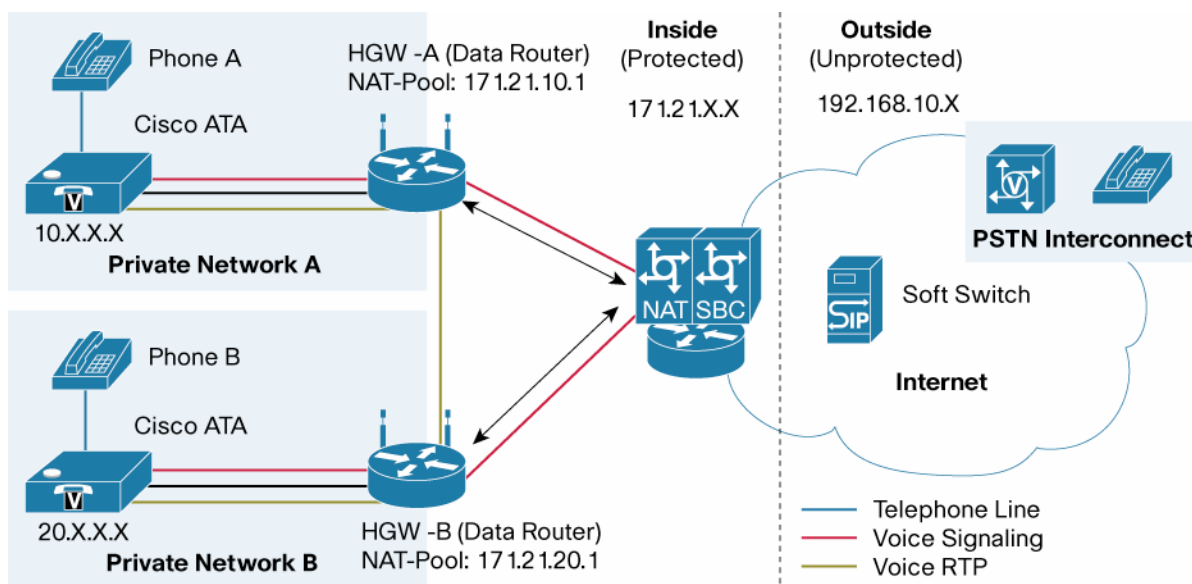 Phone A
Cisco ATA
V
10.X.X.X
Private Network A
HGW -A (Data Router)
NAT-Pool: 171.21.10.1
Inside
(Protected)
171.21.X.X
Outside
(Unprotected)
192.168.10.X
V
PSTN Interconnect
NAT
SBC
SIP
Soft Switch
Internet
Phone B
Cisco ATA
V
20.X.X.X
Private Network B
HGW -B (Data Router)
NAT-Pool: 171.21.20.1
Telephone Line
Voice Signaling
Voice RTP